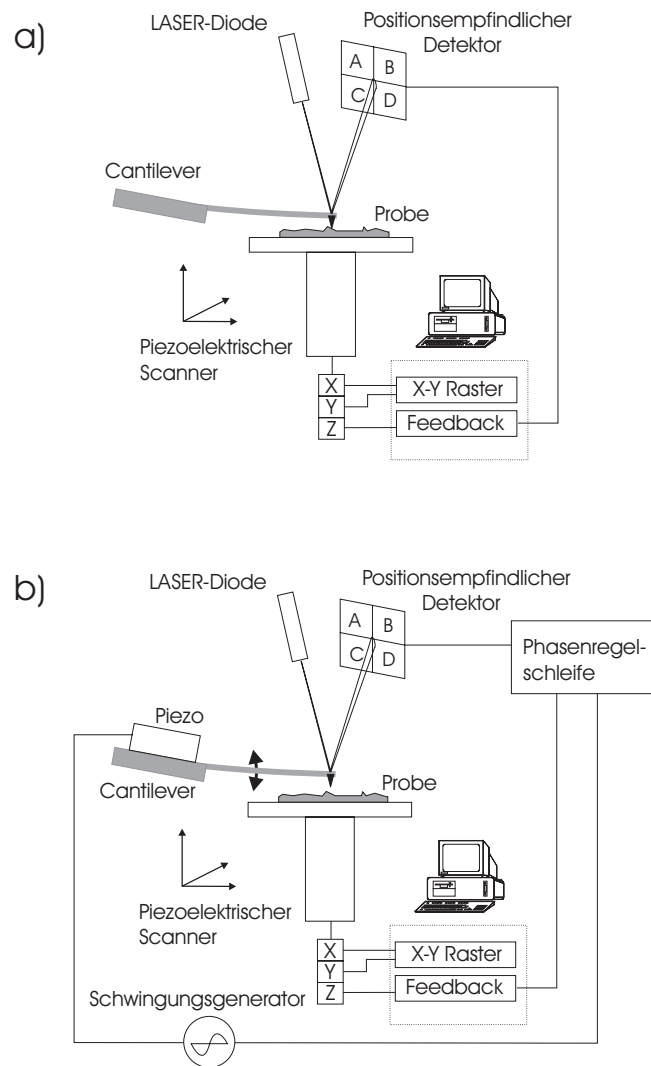 a)
LASER-Diode
Positionsempfindlicher
Detektor
A
B
C
D
Cantilever
Probe
Piezoelektrischer
Scanner
X
Y
Z
X-Y Raster
Feedback
b)
LASER-Diode
Positionsempfindlicher
Detektor
A
B
C
D
Phasenregel-
schleife
Piezo
Cantilever
Probe
Piezoelektrischer
Scanner
X
Y
Z
X-Y Raster
Feedback
Schwingungsgenerator